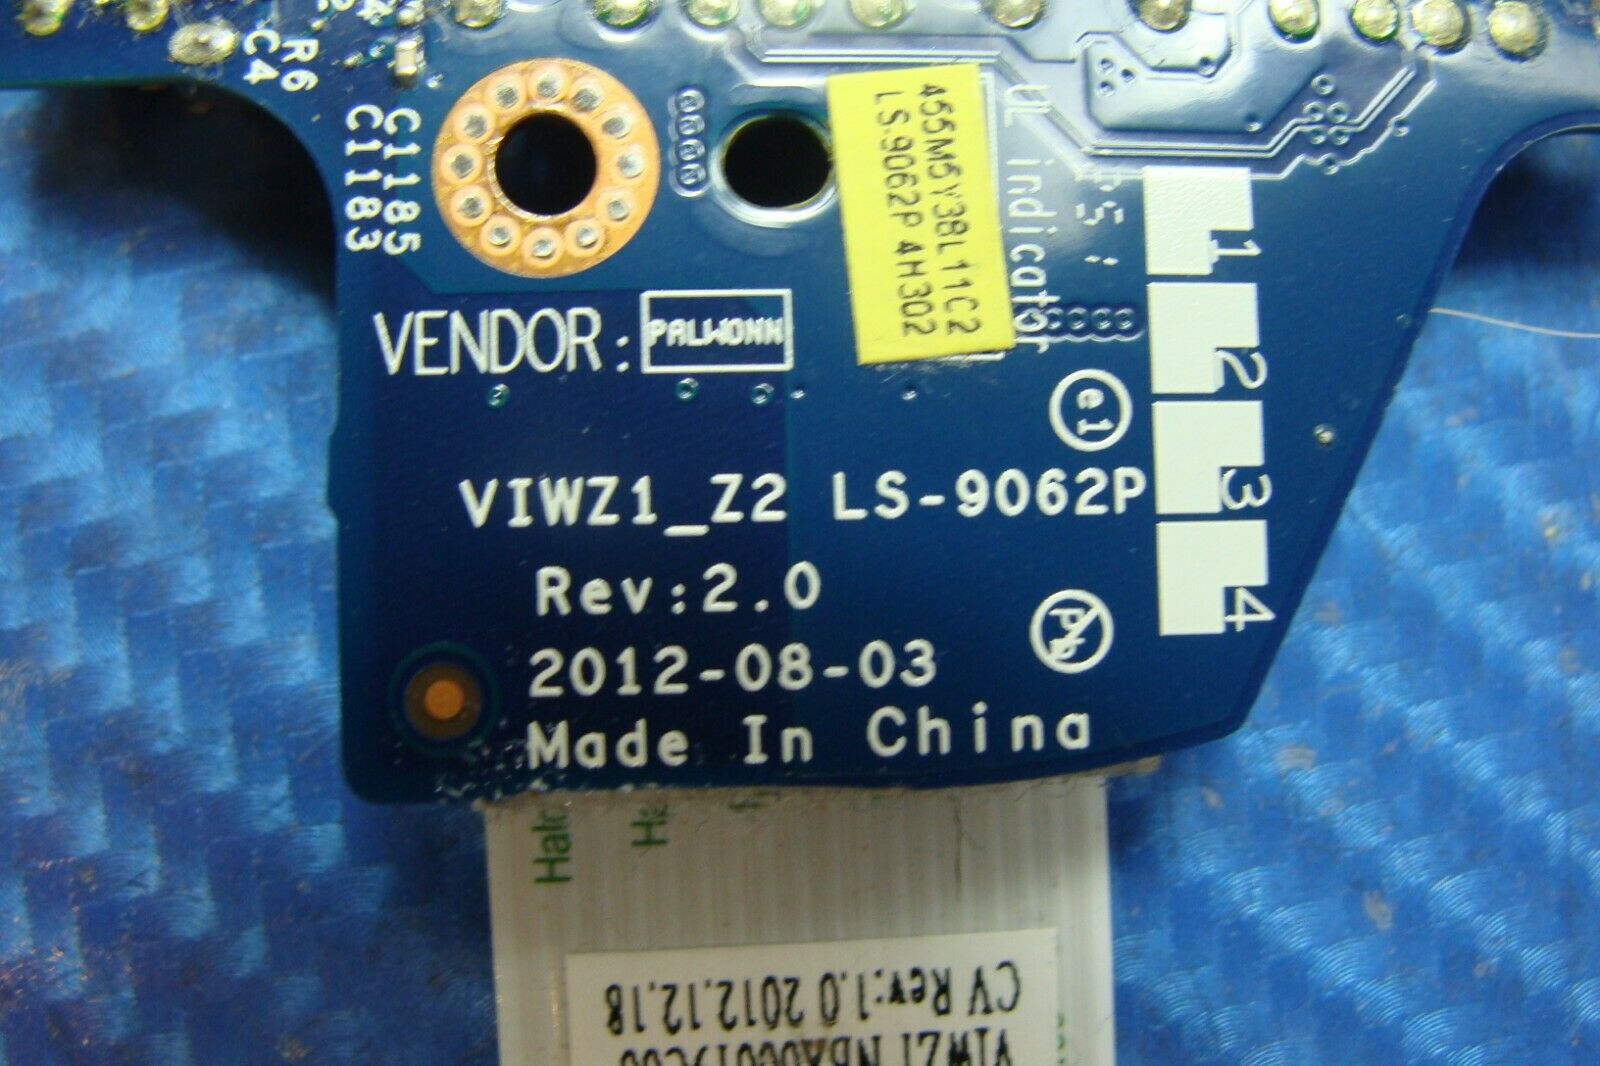 R6
C4
C1185
C1183
455M5Y38L11C2
LS-9062P 4H302
UL indicator
VENDOR: PALWONN
e1
1
2
3
4
VIWZ1_Z2 LS-9062P
Rev:2.0
Pb
2012-08-03
Made In China
CV Rev:1.0 2012.12.18